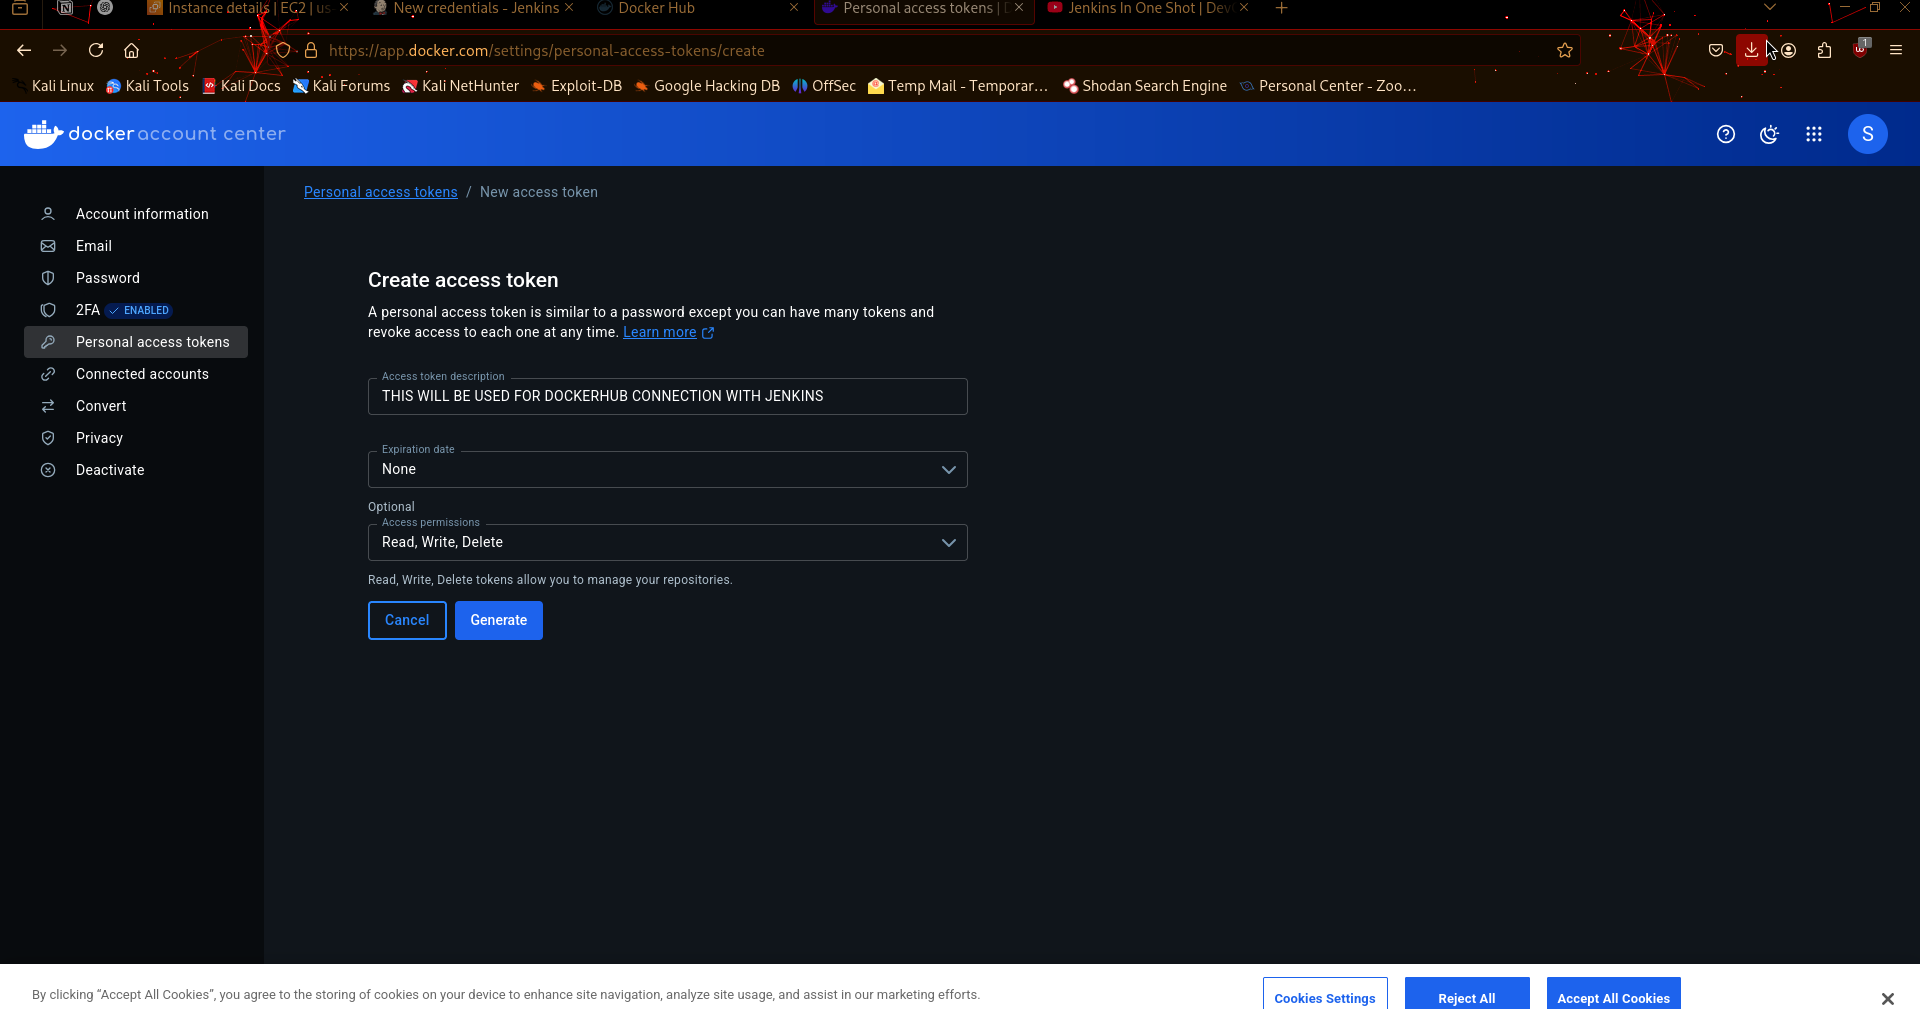 Instance details | EC2 | us
New credentials - Jenkins
Docker Hub
Personal access tokens | D
Jenkins In One Shot | Dev
https://app.docker.com/settings/personal-access-tokens/create
1
Kali Linux
Kali Tools
Kali Docs
Kali Forums
Kali NetHunter
Exploit-DB
Google Hacking DB
OffSec
Temp Mail - Temporar…
Shodan Search Engine
Personal Center - Zoo…
docker account center
S
Personal access tokens / New access token
Account information
Email
Password
2FA ENABLED
Personal access tokens
Connected accounts
Convert
Privacy
Deactivate
Create access token
A personal access token is similar to a password except you can have many tokens and
revoke access to each one at any time. Learn more
Access token description
THIS WILL BE USED FOR DOCKERHUB CONNECTION WITH JENKINS
Expiration date
None
Optional
Access permissions
Read, Write, Delete
Read, Write, Delete tokens allow you to manage your repositories.
Cancel
Generate
By clicking “Accept All Cookies”, you agree to the storing of cookies on your device to enhance site navigation, analyze site usage, and assist in our marketing efforts.
Cookies Settings
Reject All
Accept All Cookies